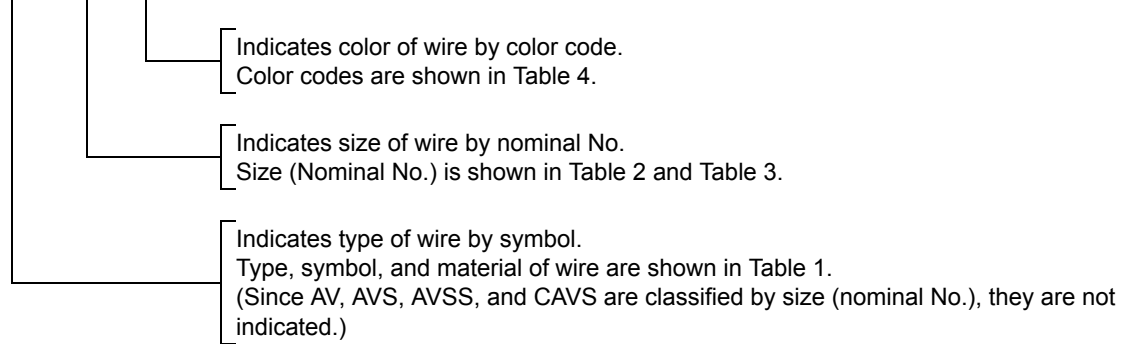 Indicates color of wire by color code.
Color codes are shown in Table 4.
Indicates size of wire by nominal No.
Size (Nominal No.) is shown in Table 2 and Table 3.
Indicates type of wire by symbol.
Type, symbol, and material of wire are shown in Table 1.
(Since AV, AVS, AVSS, and CAVS are classified by size (nominal No.), they are not
indicated.)